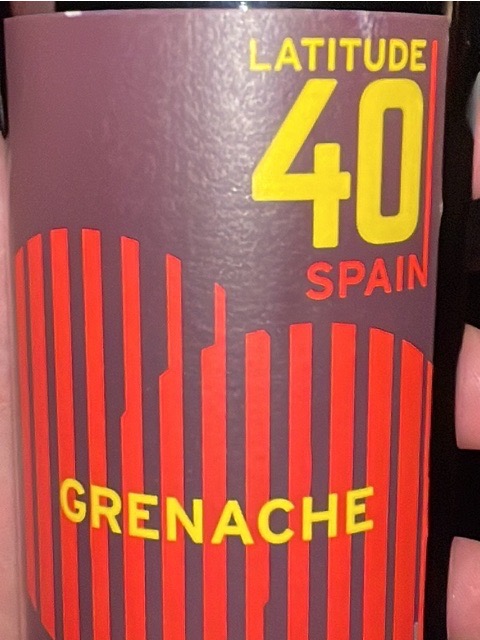 LATITUDE
40
SPAIN
GRENACHE